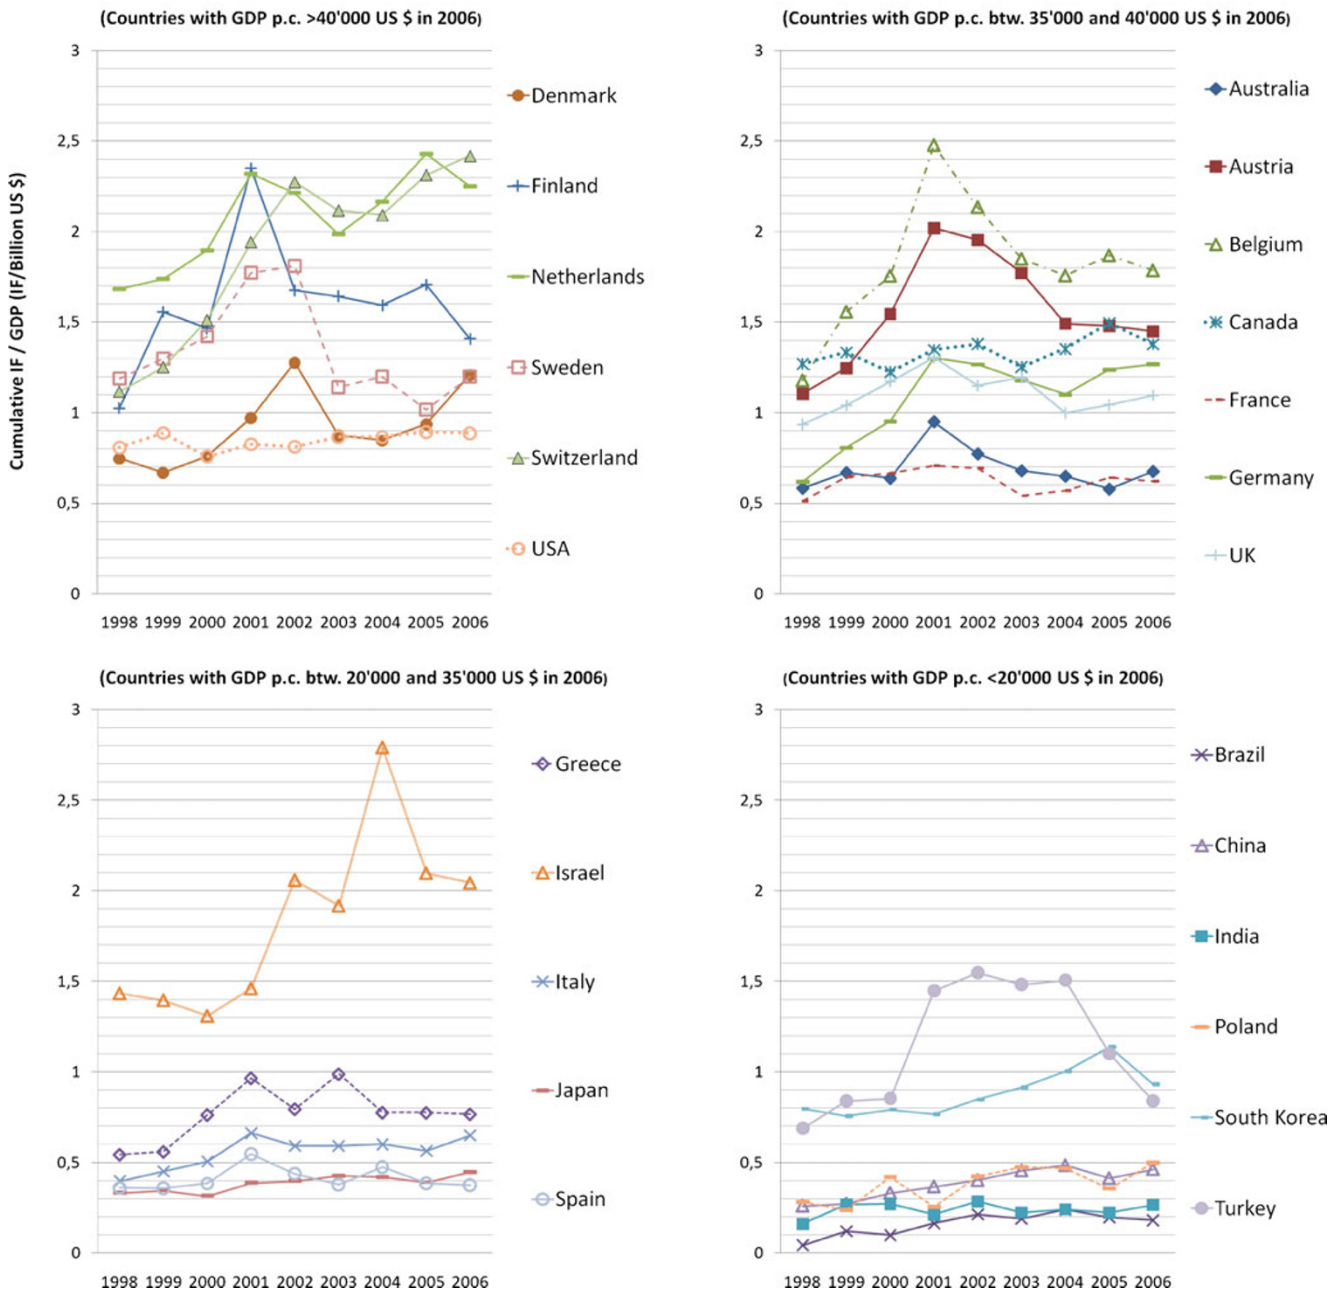 (Countries with GDP p.c. >40'000 US $ in 2006)
Cumulative IF / GDP (IF/Billion US $)
3
2,5
2
1,5
1
0,5
0
1998 1999 2000 2001 2002 2003 2004 2005 2006
Denmark
Finland
Netherlands
Sweden
Switzerland
USA
(Countries with GDP p.c. btw. 35'000 and 40'000 US $ in 2006)
3
2,5
2
1,5
1
0,5
0
1998 1999 2000 2001 2002 2003 2004 2005 2006
Australia
Austria
Belgium
Canada
France
Germany
UK
(Countries with GDP p.c. btw. 20'000 and 35'000 US $ in 2006)
3
2,5
2
1,5
1
0,5
0
1998 1999 2000 2001 2002 2003 2004 2005 2006
Greece
Israel
Italy
Japan
Spain
(Countries with GDP p.c. <20'000 US $ in 2006)
3
2,5
2
1,5
1
0,5
0
1998 1999 2000 2001 2002 2003 2004 2005 2006
Brazil
China
India
Poland
South Korea
Turkey